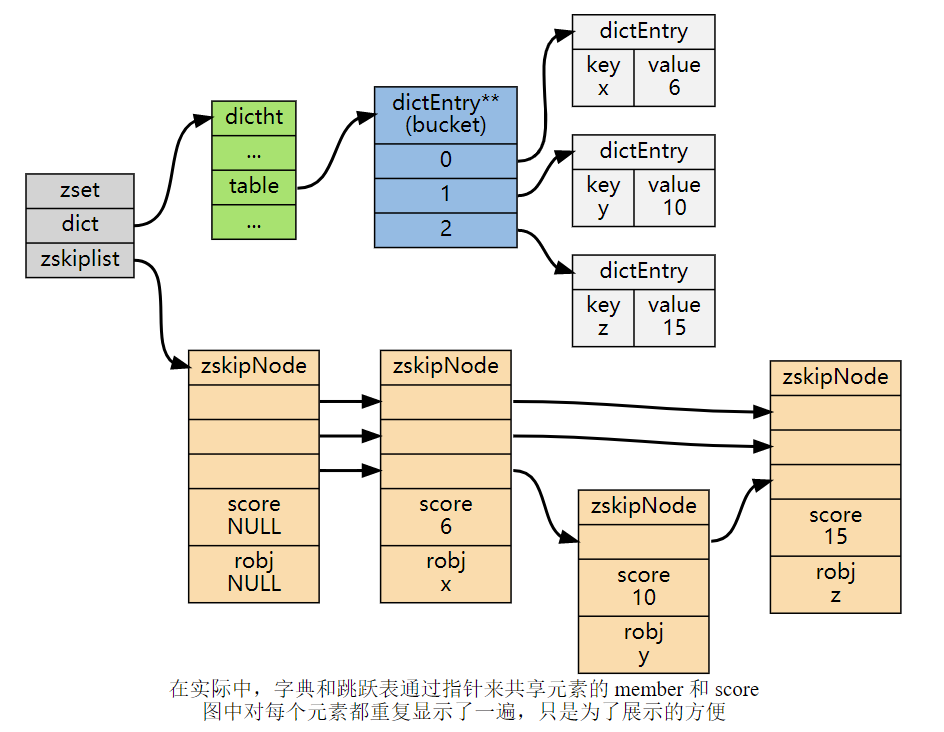 zset
dict
zskiplist
dictht
...
table
...
dictEntry**
(bucket)
0
1
2
dictEntry
key value
x 6
dictEntry
key value
y 10
dictEntry
key value
z 15
zskipNode
score
NULL
robj
NULL
zskipNode
score
6
robj
x
zskipNode
score
10
robj
y
zskipNode
score
15
robj
z
在实际中，字典和跳跃表通过指针来共享元素的 member 和 score
图中对每个元素都重复显示了一遍，只是为了展示的方便